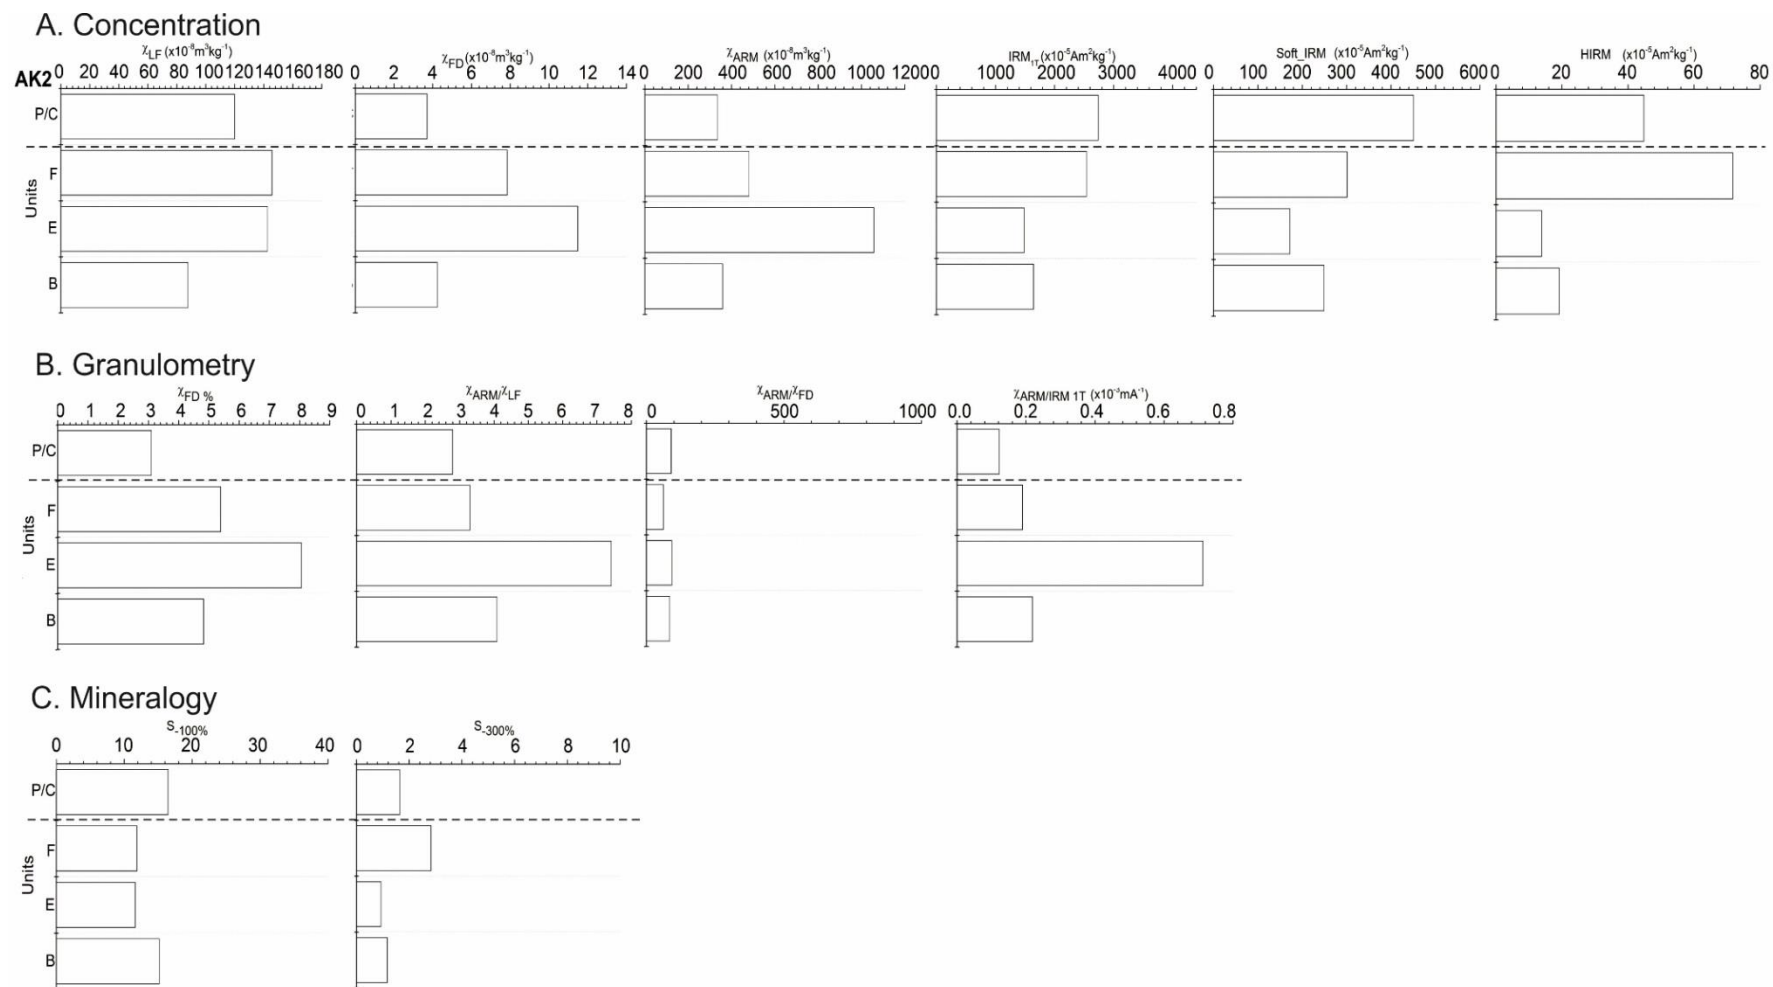 A. Concentration
χLF (x10⁻⁸m³kg⁻¹) χFD (x10⁻⁸m³kg⁻¹) χARM (x10⁻⁸m³kg⁻¹) IRM1T (x10⁻⁵Am²kg⁻¹) Soft_IRM (x10⁻⁵Am²kg⁻¹) HIRM (x10⁻⁵Am²kg⁻¹)
AK2 0 20 40 60 80 100 120 140 160 180 0 2 4 6 8 10 12 14 0 200 400 600 800 1000 1200 0 1000 2000 3000 4000 0 100 200 300 400 500 600 0 20 40 60 80
P/C
F
Units
E
B
B. Granulometry
χFD % χARM/χLF χARM/χFD χARM/IRM 1T (x10⁻³mA⁻¹)
0 1 2 3 4 5 6 7 8 9 0 1 2 3 4 5 6 7 8 0 500 1000 0.0 0.2 0.4 0.6 0.8
P/C
F
Units
E
B
C. Mineralogy
S-100% S-300%
0 10 20 30 40 0 2 4 6 8 10
P/C
F
Units
E
B